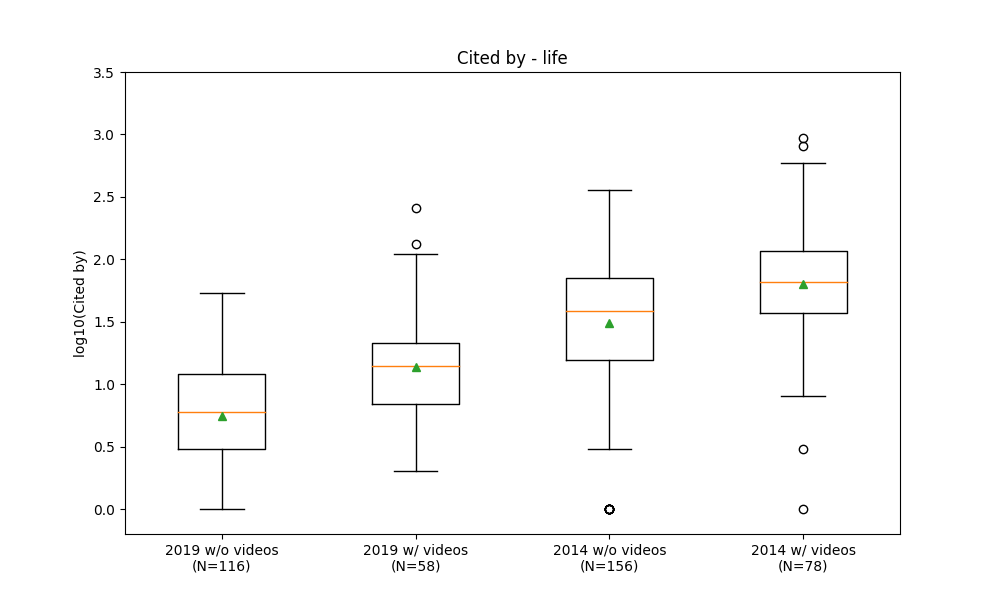 Cited by - life
log10(Cited by)
3.5
3.0
2.5
2.0
1.5
1.0
0.5
0.0
2019 w/o videos
(N=116)
2019 w/ videos
(N=58)
2014 w/o videos
(N=156)
2014 w/ videos
(N=78)